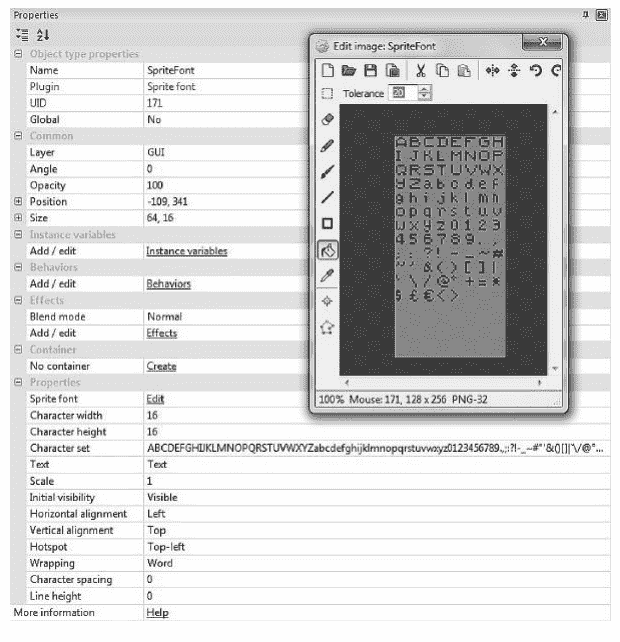 Properties
Object type properties
Name SpriteFont
Plugin Sprite font
UID 171
Global No
Common
Layer GUI
Angle 0
Opacity 100
Position -109, 341
Size 64, 16
Instance variables
Add / edit Instance variables
Behaviors
Add / edit Behaviors
Effects
Blend mode Normal
Add / edit Effects
Container
No container Create
Properties
Sprite font Edit
Character width 16
Character height 16
Character set ABCDEFGHIJKLMNOPQRSTUVWXYZabcdefghijklmnopqrstuvwxyz0123456789.,;:?!-_~#"'&()[]|`\/@°...
Text Text
Scale 1
Initial visibility Visible
Horizontal alignment Left
Vertical alignment Top
Hotspot Top-left
Wrapping Word
Character spacing 0
Line height 0
More information Help
Edit image: SpriteFont
Tolerance 20
ABCDEFGH
IJKLMNOP
QRSTUVWX
YZabcdef
ghijklmn
opqrstuv
wxyz0123
456789.,
;:?!-_~#
"'&()[]|
`\/@°+=*
$£€<>
100% Mouse: 171, 128 x 256 PNG-32